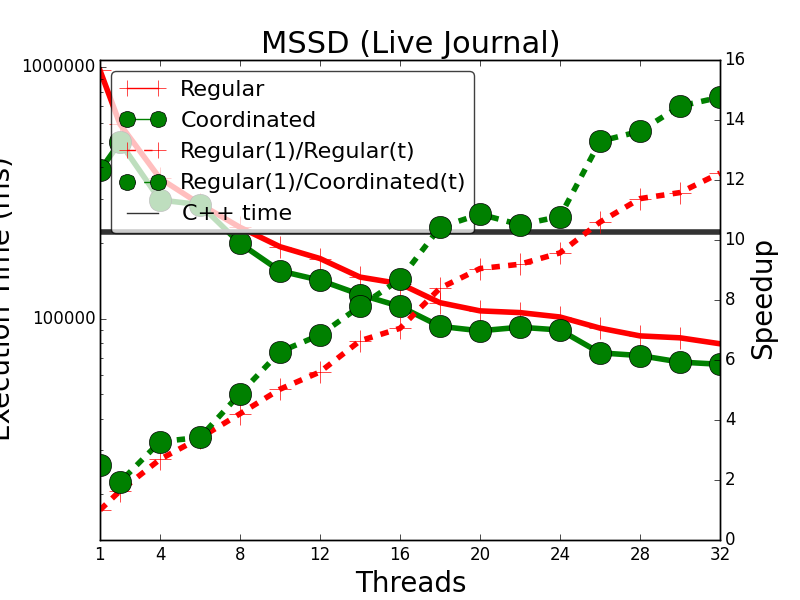 MSSD (Live Journal)
1000000
100000
Time (ms)
Regular
Coordinated
Regular(1)/Regular(t)
Regular(1)/Coordinated(t)
C++ time
16
14
12
10
8
6
4
2
0
Speedup
1 4 8 12 16 20 24 28 32
Threads